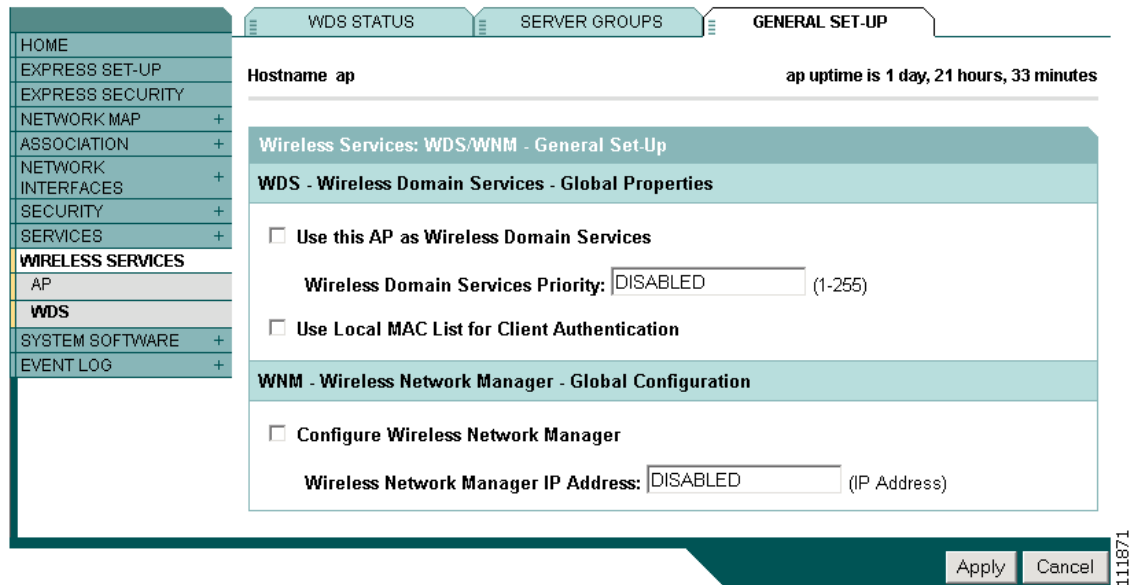 WDS STATUS
SERVER GROUPS
GENERAL SET-UP
HOME
EXPRESS SET-UP
EXPRESS SECURITY
NETWORK MAP +
ASSOCIATION +
NETWORK
INTERFACES +
SECURITY +
SERVICES +
WIRELESS SERVICES
AP
WDS
SYSTEM SOFTWARE +
EVENT LOG +
Hostname ap
ap uptime is 1 day, 21 hours, 33 minutes
Wireless Services: WDS/WNM - General Set-Up
WDS - Wireless Domain Services - Global Properties
Use this AP as Wireless Domain Services
Wireless Domain Services Priority: DISABLED (1-255)
Use Local MAC List for Client Authentication
WNM - Wireless Network Manager - Global Configuration
Configure Wireless Network Manager
Wireless Network Manager IP Address: DISABLED (IP Address)
Apply
Cancel
111871